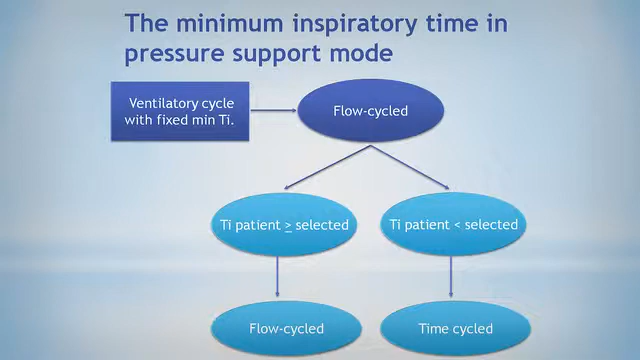 The minimum inspiratory time in
pressure support mode
Ventilatory cycle
with fixed min Ti.
Flow-cycled
Ti patient ≥ selected
Ti patient < selected
Flow-cycled
Time cycled